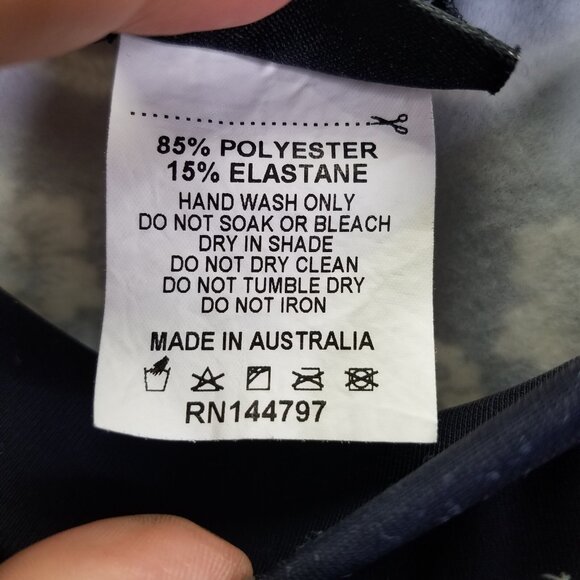 85% POLYESTER
15% ELASTANE
HAND WASH ONLY
DO NOT SOAK OR BLEACH
DRY IN SHADE
DO NOT DRY CLEAN
DO NOT TUMBLE DRY
DO NOT IRON
MADE IN AUSTRALIA
RN144797